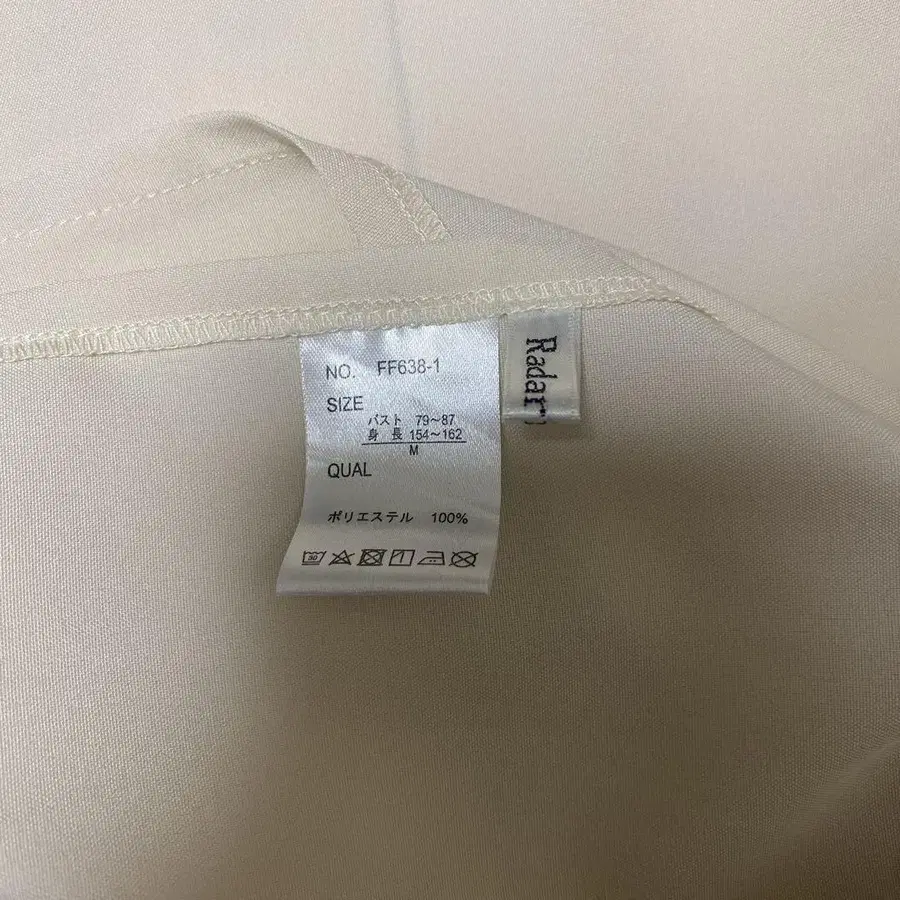 NO. FF638-1
SIZE
バスト 79～87
身 長 154～162
M
QUAL
ポリエステル 100%
30
Radar